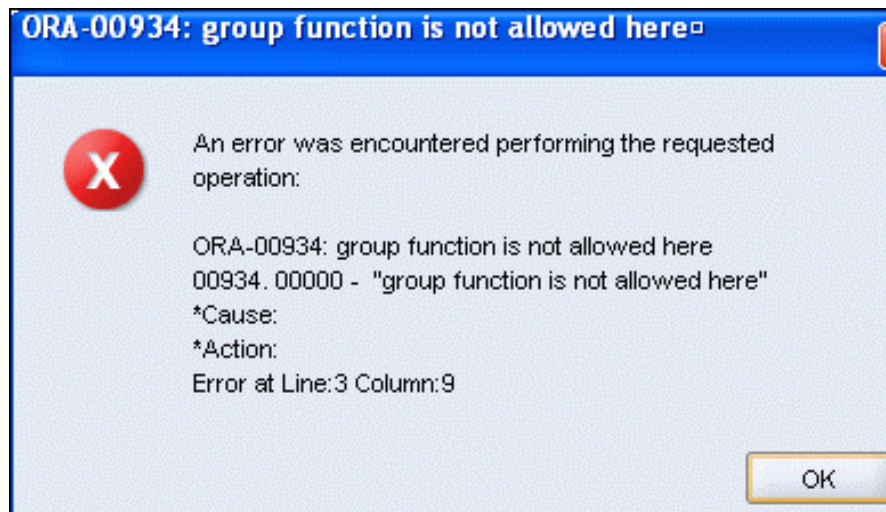 ORA-00934: group function is not allowed here¤
X
An error was encountered performing the requested
operation:
ORA-00934: group function is not allowed here
00934. 00000 - "group function is not allowed here"
*Cause:
*Action:
Error at Line:3 Column:9
OK